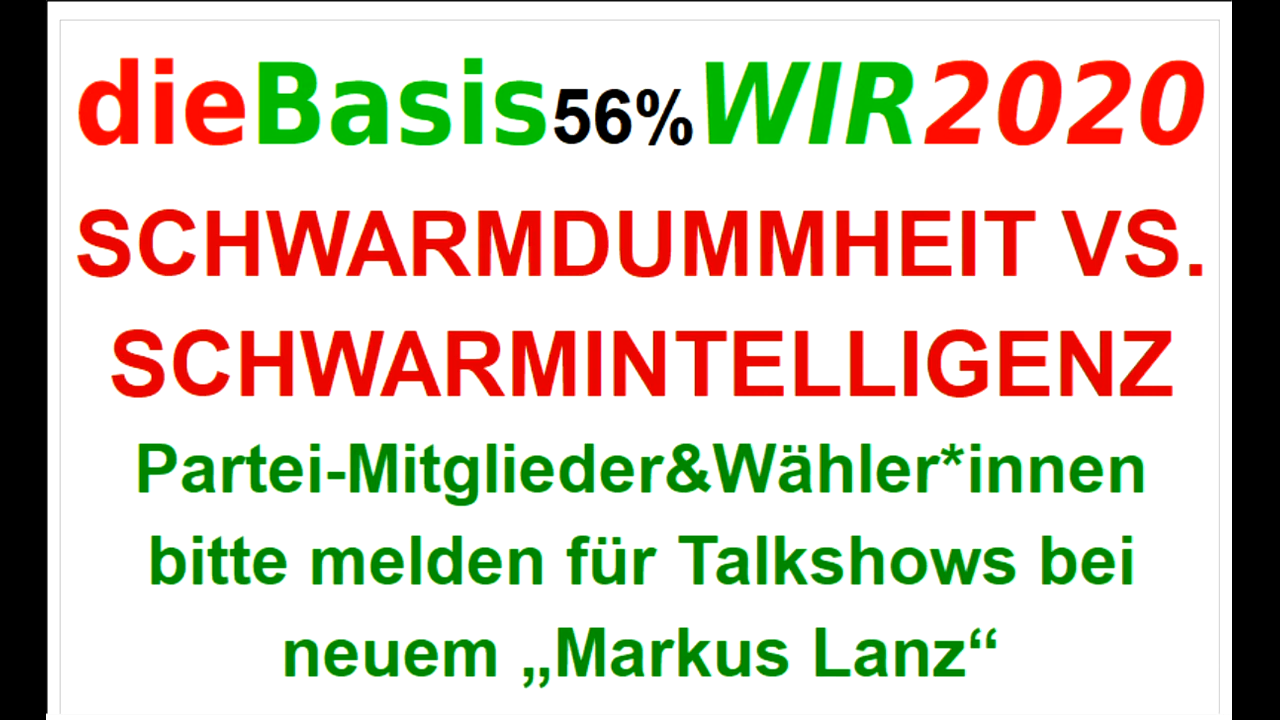 dieBasis56%WIR2020
SCHWARMDUMMHEIT VS.
SCHWARMINTELLIGENZ
Partei-Mitglieder&Wähler*innen
bitte melden für Talkshows bei
neuem „Markus Lanz“